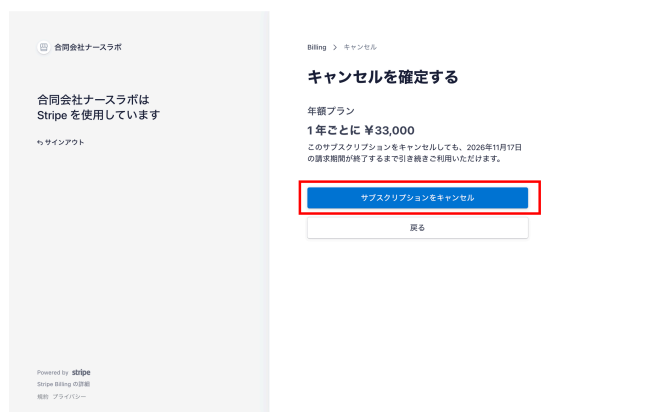 合同会社ナースラボ
合同会社ナースラボは
Stripe を使用しています
サインアウト
Powered by stripe
Stripe Billing の詳細
規約 プライバシー
Billing > キャンセル
キャンセルを確定する
年額プラン
1 年ごとに ¥33,000
このサブスクリプションをキャンセルしても、2026年11月17日
の請求期間が終了するまで引き続きご利用いただけます。
サブスクリプションをキャンセル
戻る